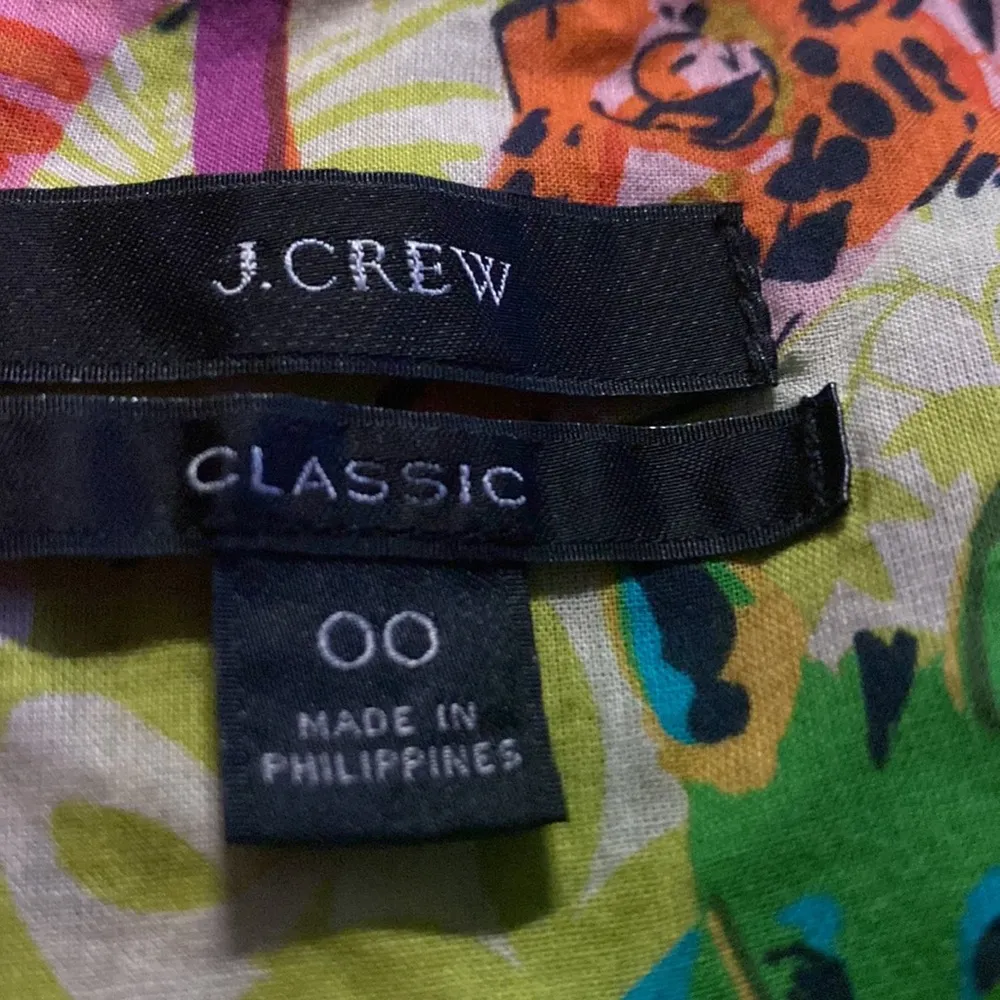 J.CREW
CLASSIC
00
MADE IN
PHILIPPINES